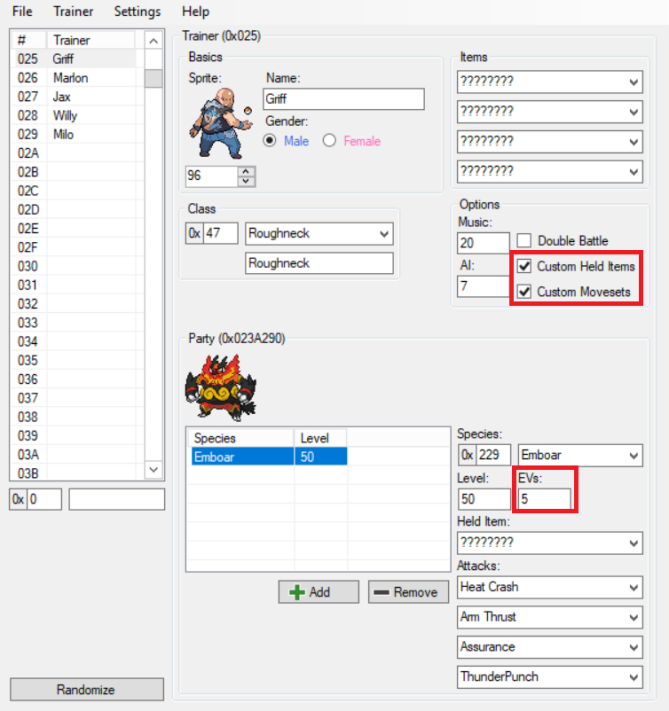 File Trainer Settings Help
# Trainer
025 Griff
026 Marlon
027 Jax
028 Willy
029 Milo
02A
02B
02C
02D
02E
02F
030
031
032
033
034
035
036
037
038
039
03A
03B
0x 0
Randomize
Trainer (0x025)
Basics
Sprite:
96
Name:
Griff
Gender:
Male Female
Items
????????
????????
????????
????????
Class
0x 47 Roughneck
Roughneck
Options
Music:
20 Double Battle
AI: Custom Held Items
7 Custom Movesets
Party (0x023A290)
Species Level
Emboar 50
Add Remove
Species:
0x 229 Emboar
Level: EVs:
50 5
Held Item:
????????
Attacks:
Heat Crash
Arm Thrust
Assurance
ThunderPunch